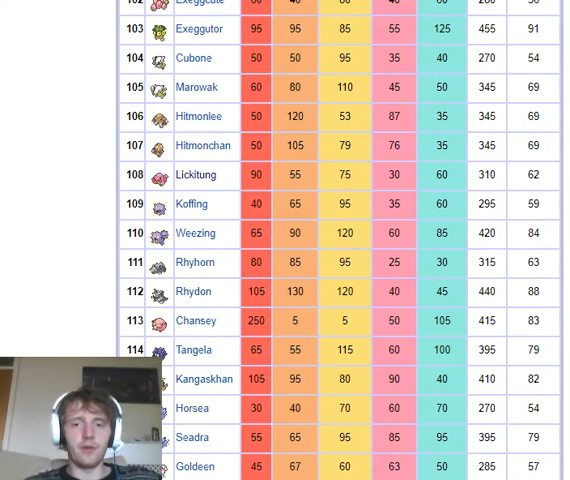 103 Exeggutor 95 95 85 55 125 455 91
104 Cubone 50 50 95 35 40 270 54
105 Marowak 60 80 110 45 50 345 69
106 Hitmonlee 50 120 53 87 35 345 69
107 Hitmonchan 50 105 79 76 35 345 69
108 Lickitung 90 55 75 30 60 310 62
109 Koffing 40 65 95 35 60 295 59
110 Weezing 65 90 120 60 85 420 84
111 Rhyhorn 80 85 95 25 30 315 63
112 Rhydon 105 130 120 40 45 440 88
113 Chansey 250 5 5 50 105 415 83
114 Tangela 65 55 115 60 100 395 79
Kangaskhan 105 95 80 90 40 410 82
Horsea 30 40 70 60 70 270 54
Seadra 55 65 95 85 95 395 79
Goldeen 45 67 60 63 50 285 57